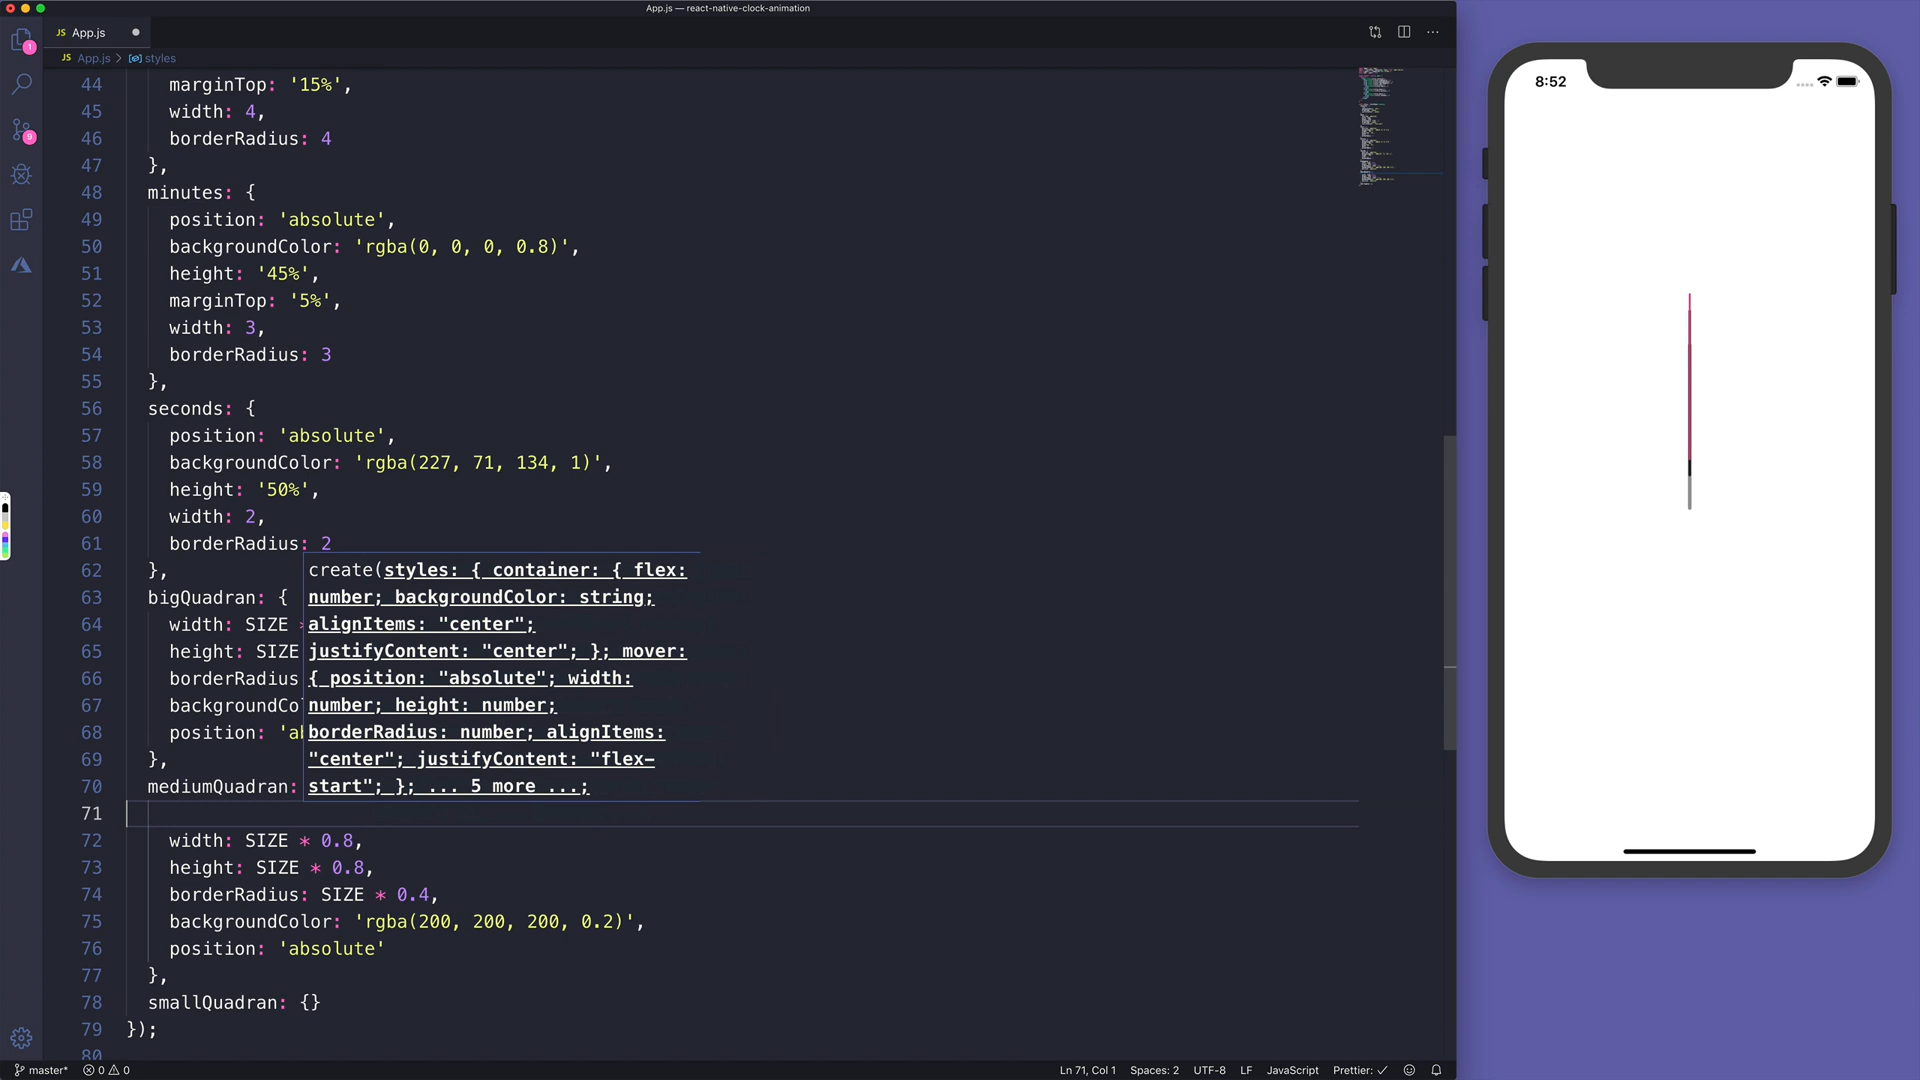 App.js — react-native-clock-animation
JS App.js
JS App.js > styles
1
9
44 marginTop: '15%',
45 width: 4,
46 borderRadius: 4
47 },
48 minutes: {
49 position: 'absolute',
50 backgroundColor: 'rgba(0, 0, 0, 0.8)',
51 height: '45%',
52 marginTop: '5%',
53 width: 3,
54 borderRadius: 3
55 },
56 seconds: {
57 position: 'absolute',
58 backgroundColor: 'rgba(227, 71, 134, 1)',
59 height: '50%',
60 width: 2,
61 borderRadius: 2
62 },
63 bigQuadran: {
64 width: SIZE
65 height: SIZE
66 borderRadius
67 backgroundCo
68 position: 'ab
69 },
70 mediumQuadran:
create(styles: { container: { flex:
number; backgroundColor: string;
alignItems: "center";
justifyContent: "center"; }; mover:
{ position: "absolute"; width:
number; height: number;
borderRadius: number; alignItems:
"center"; justifyContent: "flex-
start"; }; ... 5 more ...;
71
72 width: SIZE * 0.8,
73 height: SIZE * 0.8,
74 borderRadius: SIZE * 0.4,
75 backgroundColor: 'rgba(200, 200, 200, 0.2)',
76 position: 'absolute'
77 },
78 smallQuadran: {}
79 });
80
master* 0 0 Ln 71, Col 1 Spaces: 2 UTF-8 LF JavaScript Prettier: ✓
8:52